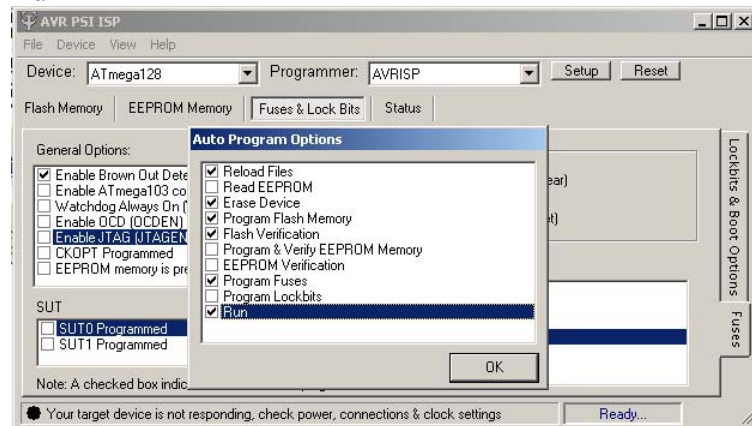 AVR PSI ISP
File Device View Help
Device: ATmega128 Programmer: AVRISP Setup Reset
Flash Memory EEPROM Memory Fuses & Lock Bits Status
General Options:
Enable Brown Out Dete
Enable ATmega103 co
Watchdog Always On (
Enable OCD (OCDEN)
Enable JTAG (JTAGEN
CKOPT Programmed
EEPROM memory is pre
SUT
SUT0 Programmed
SUT1 Programmed
Note: A checked box indic
Auto Program Options
Reload Files
Read EEPROM
Erase Device
Program Flash Memory
Flash Verification
Program & Verify EEPROM Memory
EEPROM Verification
Program Fuses
Program Lockbits
Run
OK
ear)
et)
Lockbits & Boot Options
Fuses
Your target device is not responding, check power, connections & clock settings
Ready...